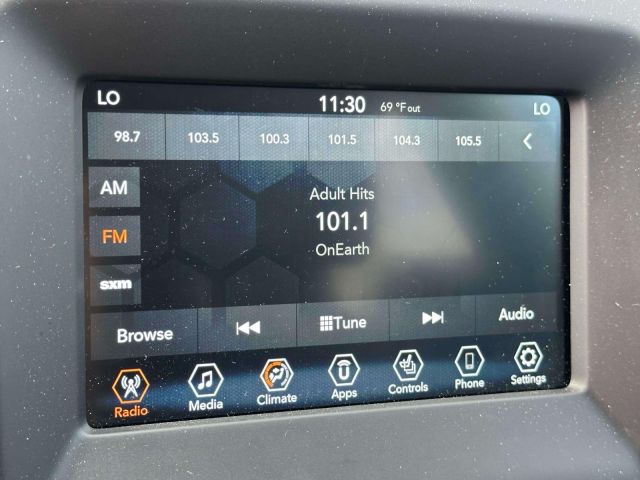 LO 11:30 69 °F out LO
98.7 103.5 100.3 101.5 104.3 105.5
AM
Adult Hits
FM
101.1
OnEarth
sxm
Browse Tune Audio
Radio Media Climate Apps Controls Phone Settings